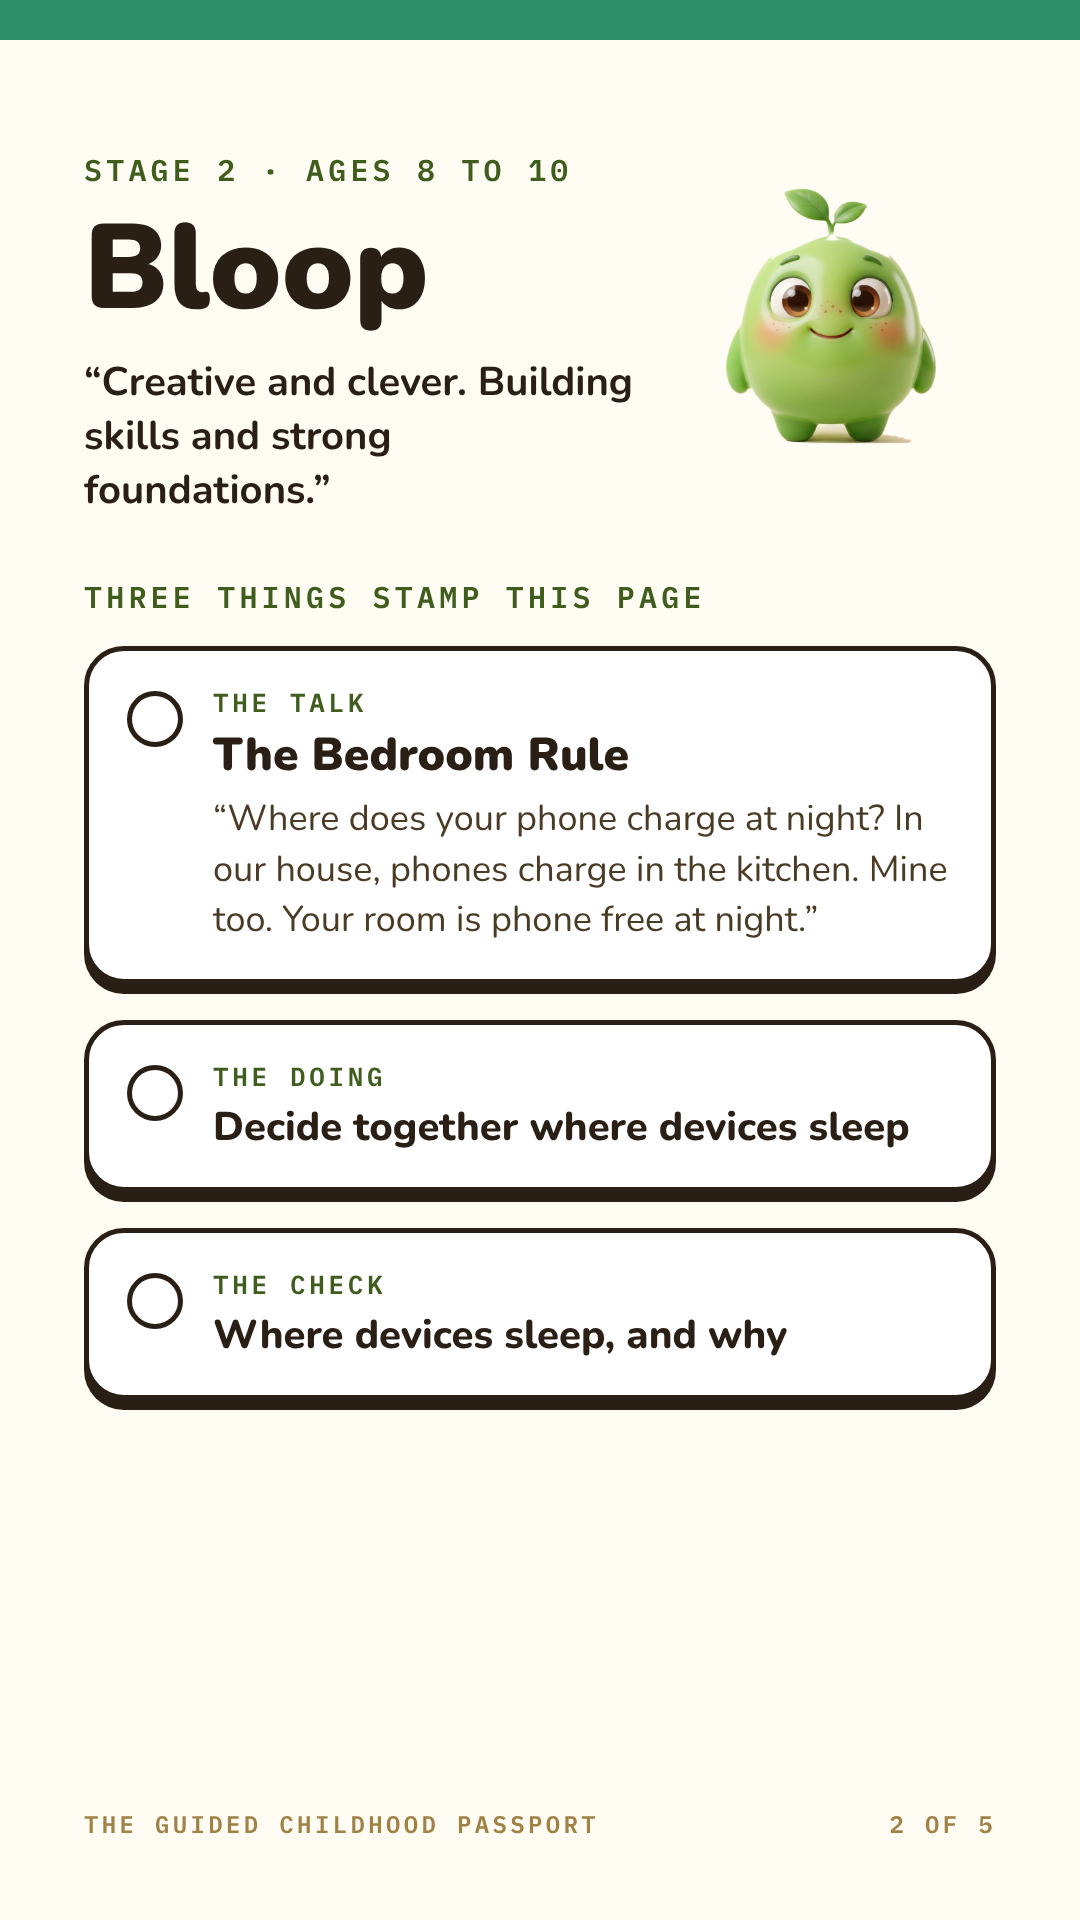 STAGE 2 · AGES 8 TO 10
Bloop
“Creative and clever. Building
skills and strong
foundations.”
THREE THINGS STAMP THIS PAGE
THE TALK
The Bedroom Rule
“Where does your phone charge at night? In
our house, phones charge in the kitchen. Mine
too. Your room is phone free at night.”
THE DOING
Decide together where devices sleep
THE CHECK
Where devices sleep, and why
THE GUIDED CHILDHOOD PASSPORT
2 OF 5